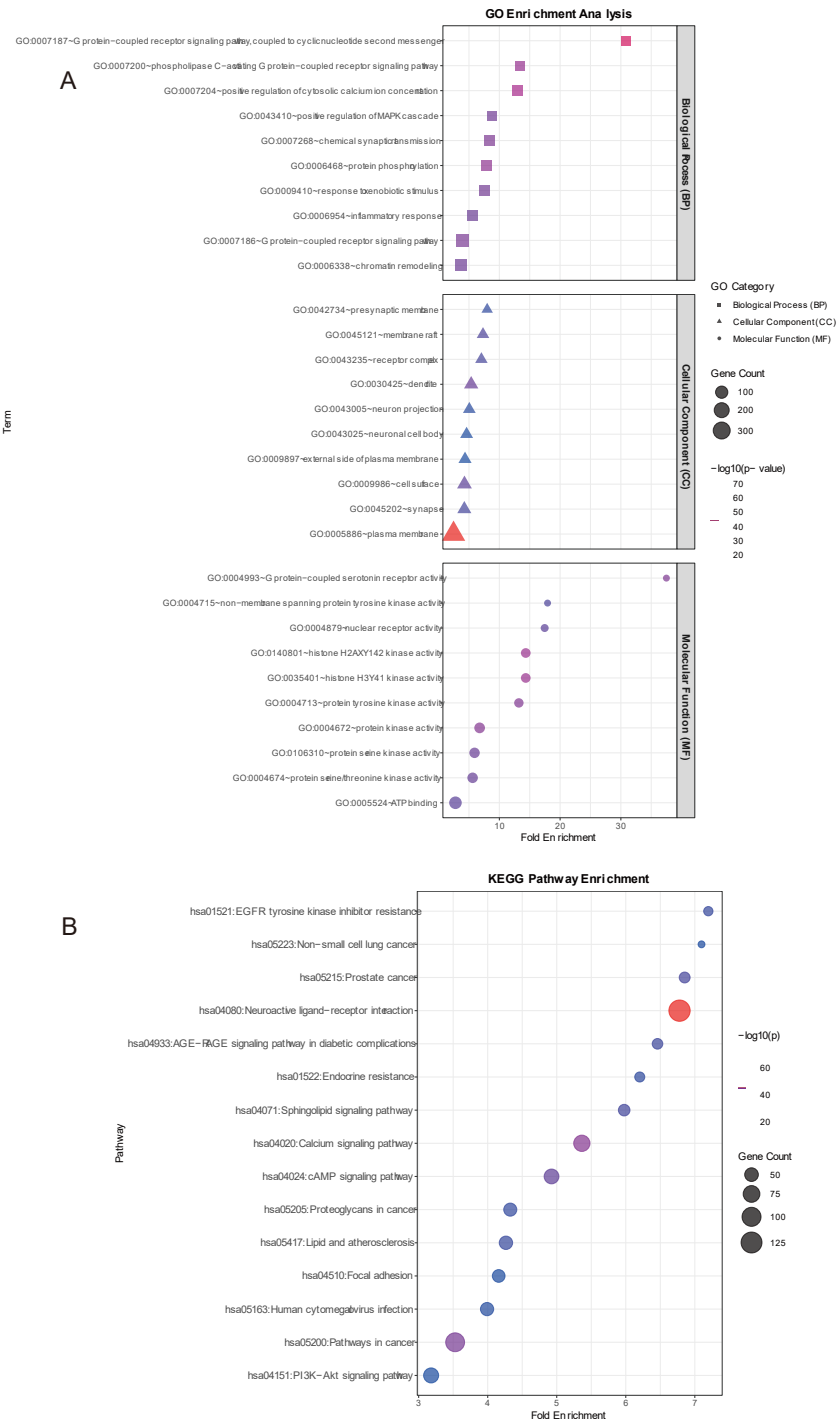 GO Enrichment Analysis
A
GO:0007187~G protein−coupled receptor signaling pathway, coupled to cyclic nucleotide second messenger
GO:0007200~phospholipase C−activating G protein−coupled receptor signaling pathway
GO:0007204~positive regulation of cytosolic calcium ion concentration
GO:0043410~positive regulation of MAPK cascade
GO:0007268~chemical synaptic transmission
GO:0006468~protein phosphorylation
GO:0009410~response to xenobiotic stimulus
GO:0006954~inflammatory response
GO:0007186~G protein−coupled receptor signaling pathway
GO:0006338~chromatin remodeling
Biological Process (BP)
GO:0042734~presynaptic membrane
GO:0045121~membrane raft
GO:0043235~receptor complex
GO:0030425~dendrite
GO:0043005~neuron projection
GO:0043025~neuronal cell body
GO:0009897~external side of plasma membrane
GO:0009986~cell surface
GO:0045202~synapse
GO:0005886~plasma membrane
Cellular Component (CC)
GO:0004993~G protein−coupled serotonin receptor activity
GO:0004715~non−membrane spanning protein tyrosine kinase activity
GO:0004879~nuclear receptor activity
GO:0140801~histone H2AXY142 kinase activity
GO:0035401~histone H3Y41 kinase activity
GO:0004713~protein tyrosine kinase activity
GO:0004672~protein kinase activity
GO:0106310~protein serine kinase activity
GO:0004674~protein serine/threonine kinase activity
GO:0005524~ATP binding
Molecular Function (MF)
10 20 30
Fold Enrichment
Term
GO Category
Biological Process (BP)
Cellular Component (CC)
Molecular Function (MF)
Gene Count
100
200
300
−log10(p− value)
70
60
50
40
30
20
KEGG Pathway Enrichment
B
hsa01521:EGFR tyrosine kinase inhibitor resistance
hsa05223:Non−small cell lung cancer
hsa05215:Prostate cancer
hsa04080:Neuroactive ligand−receptor interaction
hsa04933:AGE−RAGE signaling pathway in diabetic complications
hsa01522:Endocrine resistance
hsa04071:Sphingolipid signaling pathway
hsa04020:Calcium signaling pathway
hsa04024:cAMP signaling pathway
hsa05205:Proteoglycans in cancer
hsa05417:Lipid and atherosclerosis
hsa04510:Focal adhesion
hsa05163:Human cytomegalovirus infection
hsa05200:Pathways in cancer
hsa04151:PI3K−Akt signaling pathway
3 4 5 6 7
Fold Enrichment
Pathway
−log10(p)
60
40
20
Gene Count
50
75
100
125